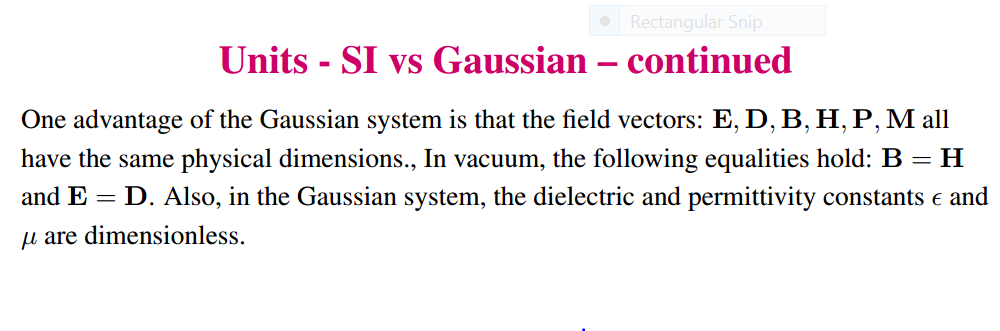 Rectangular Snip
Units - SI vs Gaussian – continued
One advantage of the Gaussian system is that the field vectors: E, D, B, H, P, M all
have the same physical dimensions., In vacuum, the following equalities hold: B = H
and E = D. Also, in the Gaussian system, the dielectric and permittivity constants ϵ and
μ are dimensionless.